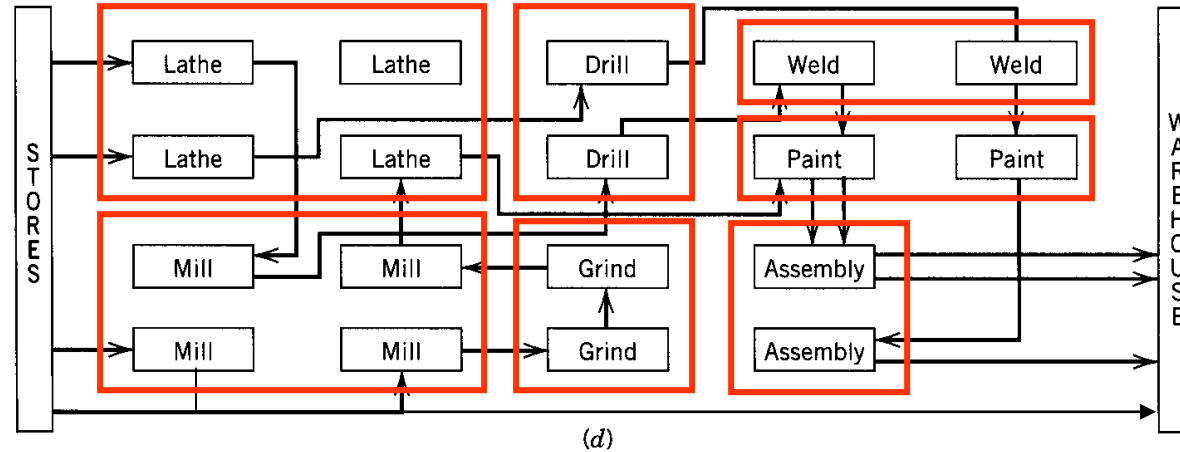 STORES
Lathe Lathe Drill Weld Weld
Lathe Lathe Drill Paint Paint
Mill Mill Grind Assembly
Mill Mill Grind Assembly
WAREHOUSE
(d)